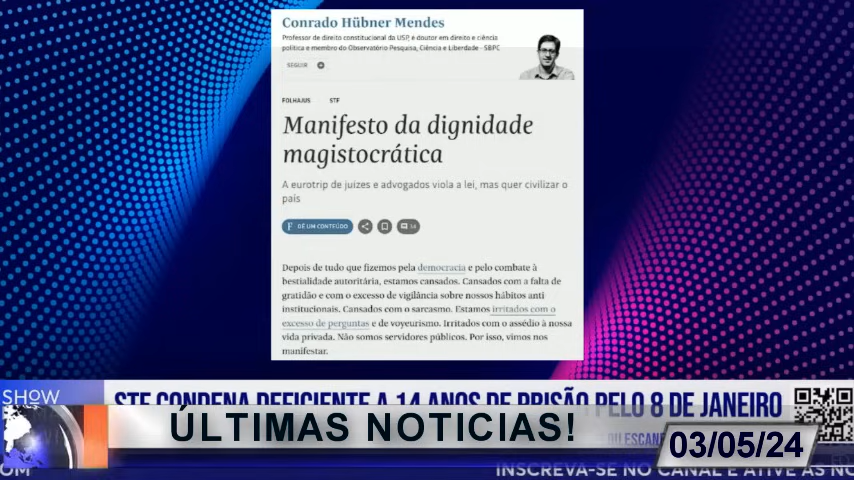 Conrado Hübner Mendes
Professor de direito constitucional da USP, é doutor em direito e ciência
política e membro do Observatório Pesquisa, Ciência e Liberdade - SBPC
SEGUIR
FOLHAJUS STF
Manifesto da dignidade
magistocrática
A eurotrip de juízes e advogados viola a lei, mas quer civilizar o
país
F DÊ UM CONTEÚDO 14
Depois de tudo que fizemos pela democracia e pelo combate à
bestialidade autoritária, estamos cansados. Cansados com a falta de
gratidão e com o excesso de vigilância sobre nossos hábitos anti
institucionais. Cansados com o sarcasmo. Estamos irritados com o
excesso de perguntas e de voyeurismo. Irritados com o assédio à nossa
vida privada. Não somos servidores públicos. Por isso, vimos nos
manifestar.
SHOW
STF CONDENA DEFICIENTE A 14 ANOS DE PRISÃO PELO 8 DE JANEIRO
ÚLTIMAS NOTICIAS!
OU ESCANE
03/05/24
OM
INSCREVA-SE NO CANAL E ATIVE AS NO